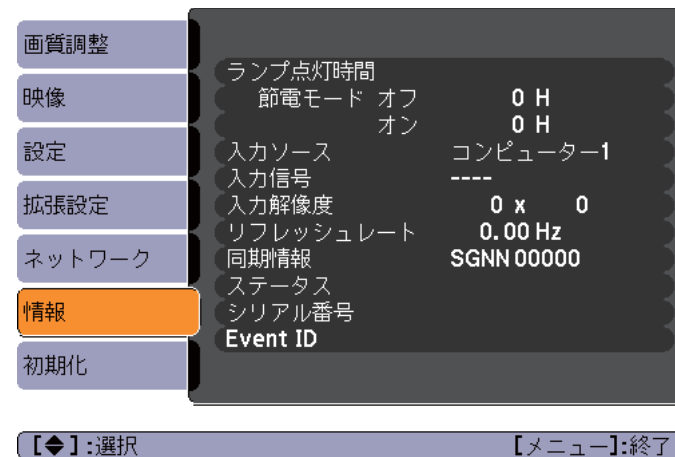 画質調整
映像
設定
拡張設定
ネットワーク
情報
初期化
ランプ点灯時間
節電モード オフ 0 H
オン 0 H
入力ソース コンピューター1
入力信号 ----
入力解像度 0 x 0
リフレッシュレート 0.00 Hz
同期情報 SGNN 00000
ステータス
シリアル番号
Event ID
【◆】:選択 【メニュー】:終了